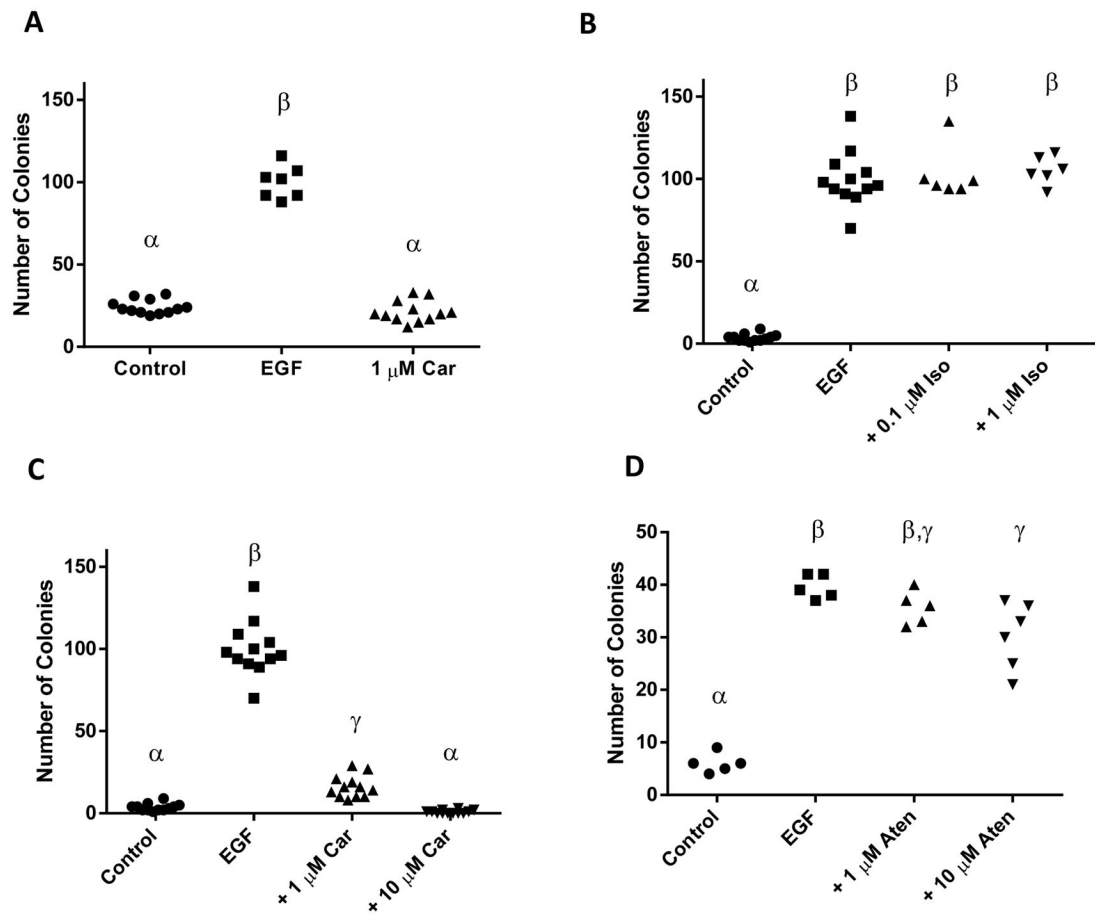 A
Number of Colonies
150
100
50
0
β
α
α
Control EGF 1 μM Car
B
Number of Colonies
150
100
50
0
β β β
α
Control EGF + 0.1 μM Iso + 1 μM Iso
C
Number of Colonies
150
100
50
0
β
γ
α
α
Control EGF + 1 μM Car + 10 μM Car
D
Number of Colonies
50
40
30
20
10
0
β β,γ γ
α
Control EGF + 1 μM Aten + 10 μM Aten